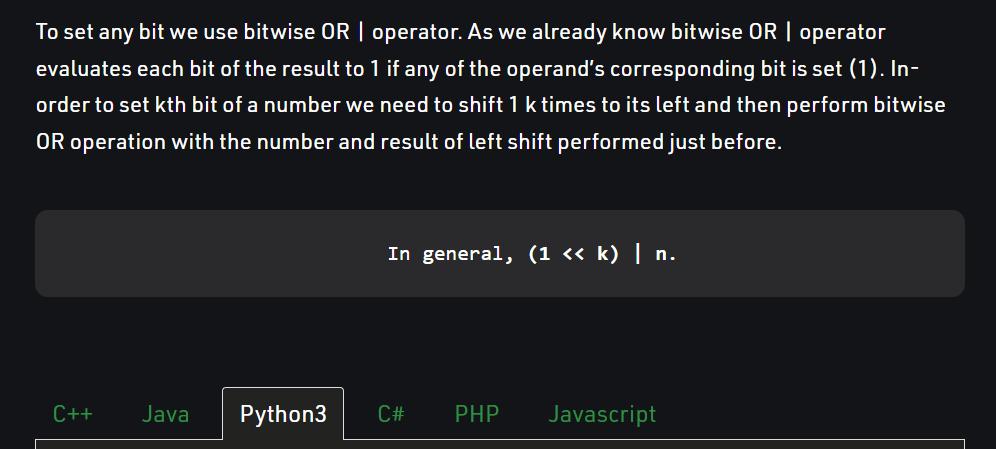 To set any bit we use bitwise OR | operator. As we already know bitwise OR | operator
evaluates each bit of the result to 1 if any of the operand’s corresponding bit is set (1). In-
order to set kth bit of a number we need to shift 1 k times to its left and then perform bitwise
OR operation with the number and result of left shift performed just before.
In general, (1 << k) | n.
C++ Java Python3 C# PHP Javascript